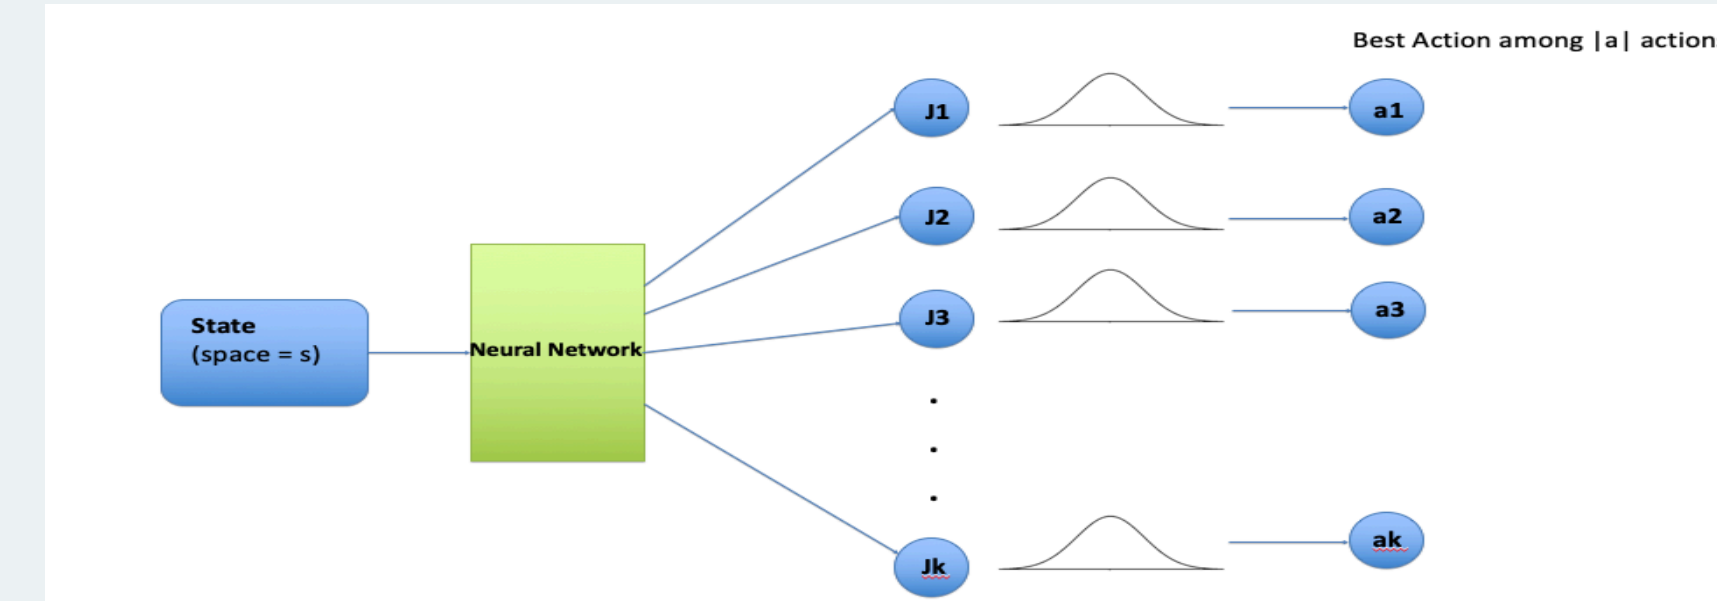 Best Action among |a| action
J1
a1
J2
a2
J3
a3
State
(space = s)
Neural Network
.
.
.
Jk
ak